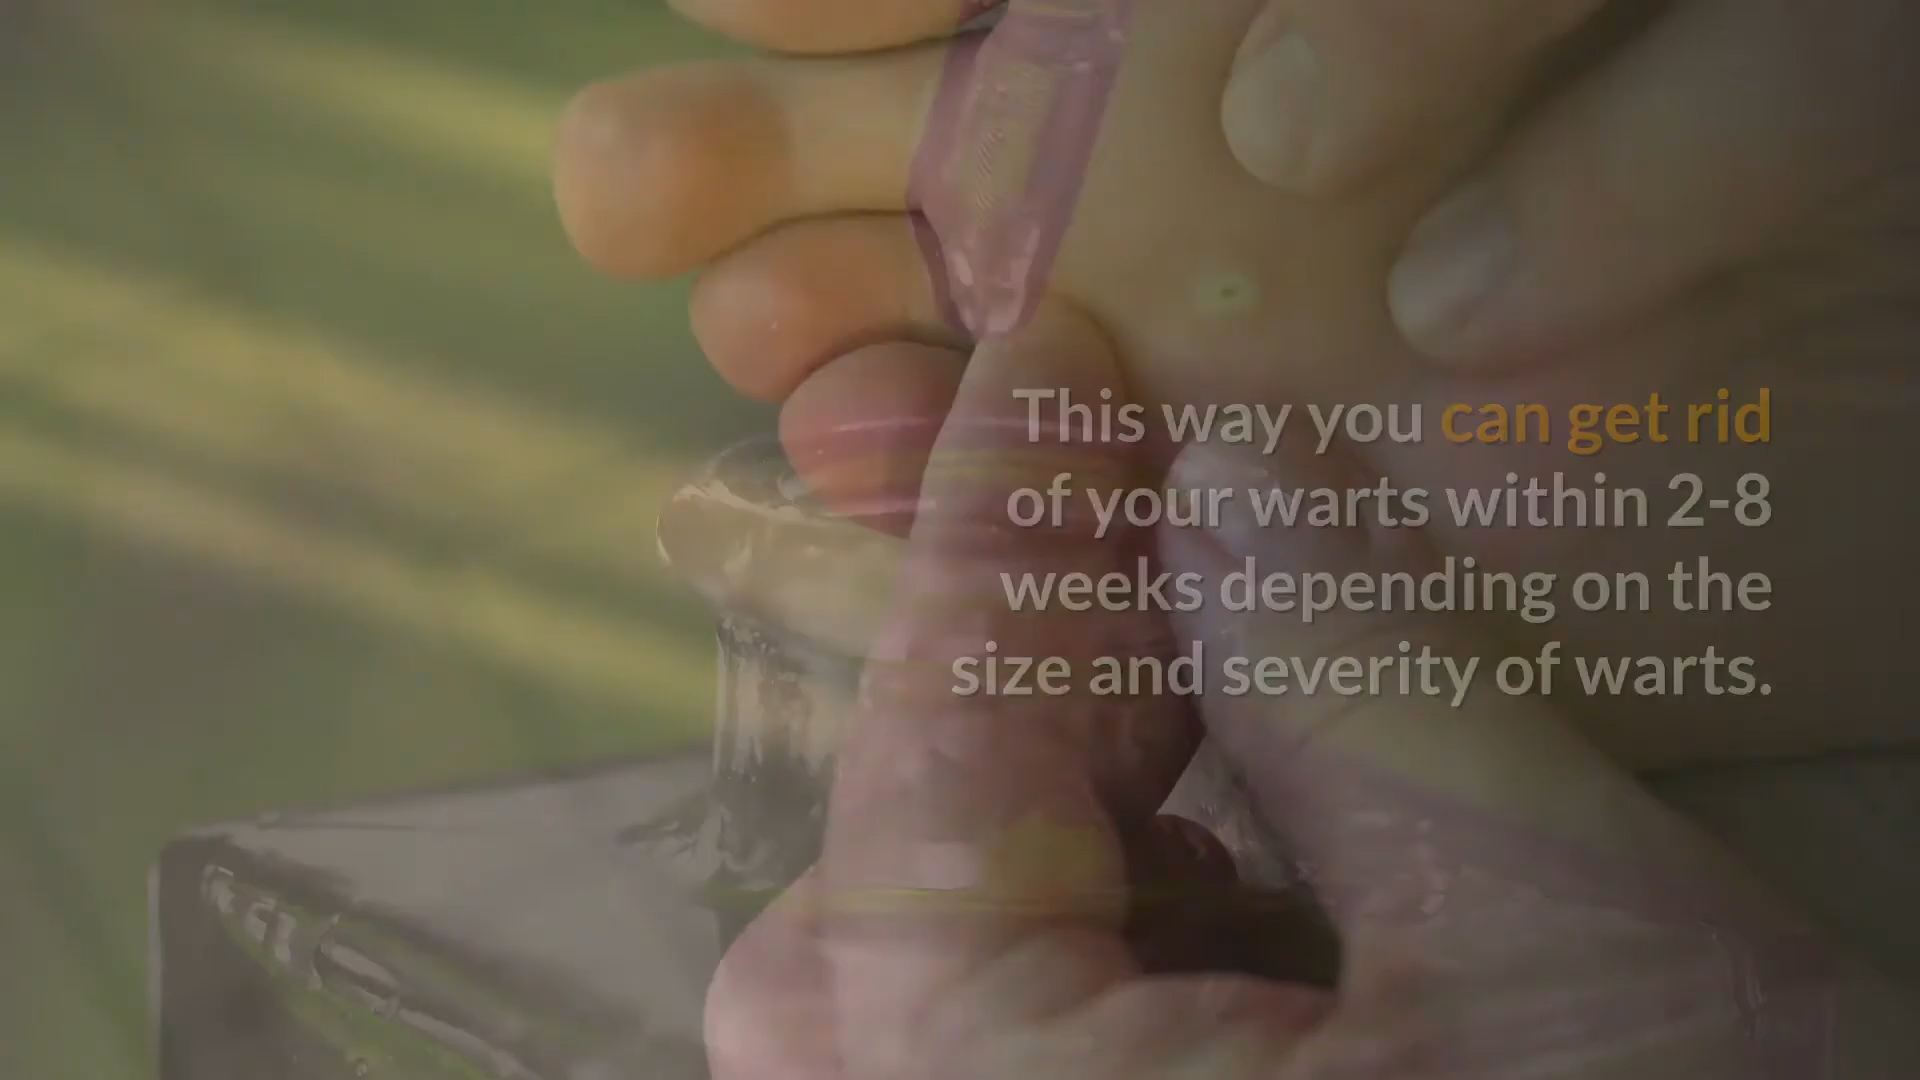 This way you can get rid
of your warts within 2-8
weeks depending on the
size and severity of warts.